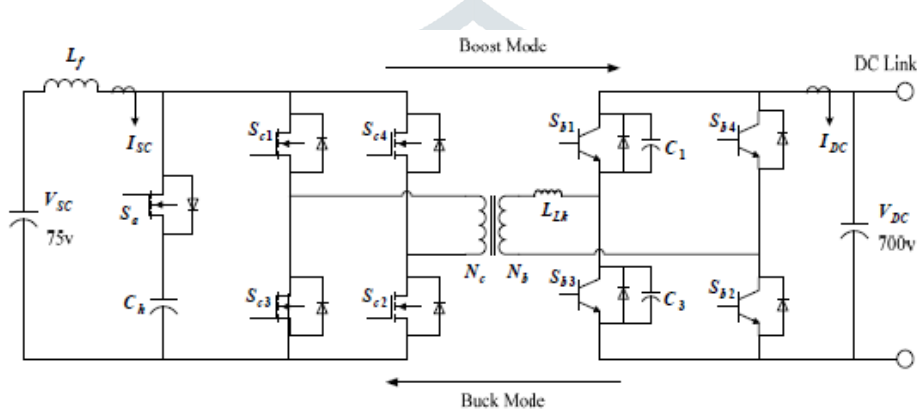 Boost Mode
DC Link
L_f
I_SC
S_c1
S_c4
S_b1
C_1
S_b4
I_DC
V_SC
75v
S_a
L_Lk
V_DC
700v
C_h
N_c
N_b
S_c3
S_c2
S_b3
C_3
S_b2
Buck Mode